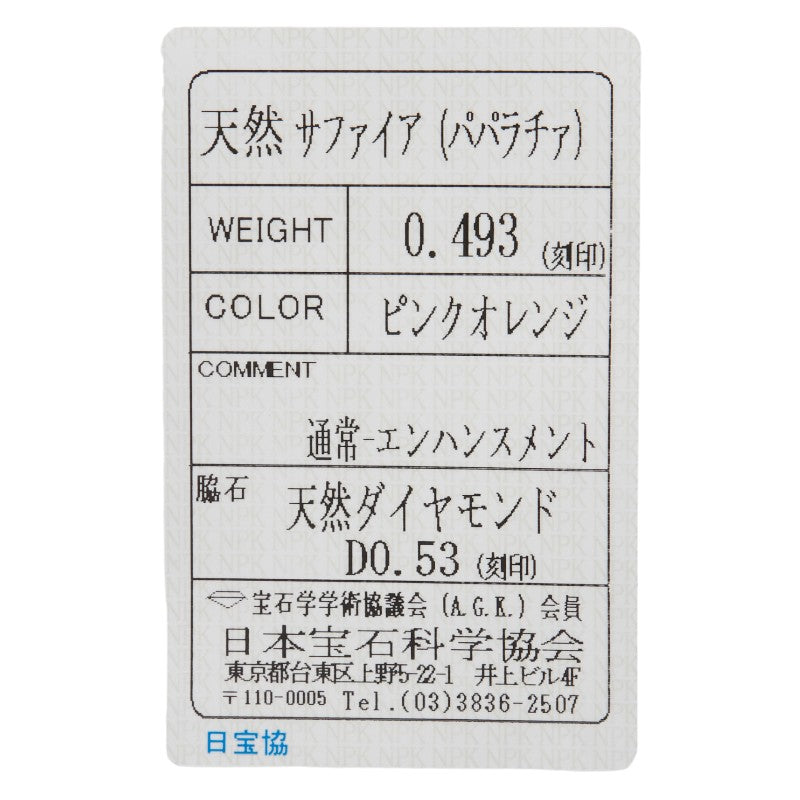 天然 サファイア (パパラチァ)
WEIGHT 0.493 (刻印)
COLOR ピンクオレンジ
COMMENT
通常-エンハンスメント
脇石 天然ダイヤモンド
D0.53 (刻印)
宝石学学術協議会 (A.G.K.) 会員
日本宝石科学協会
東京都台東区上野5-22-1 井上ビル4F
〒110-0005 Tel.(03)3836-2507
日宝協